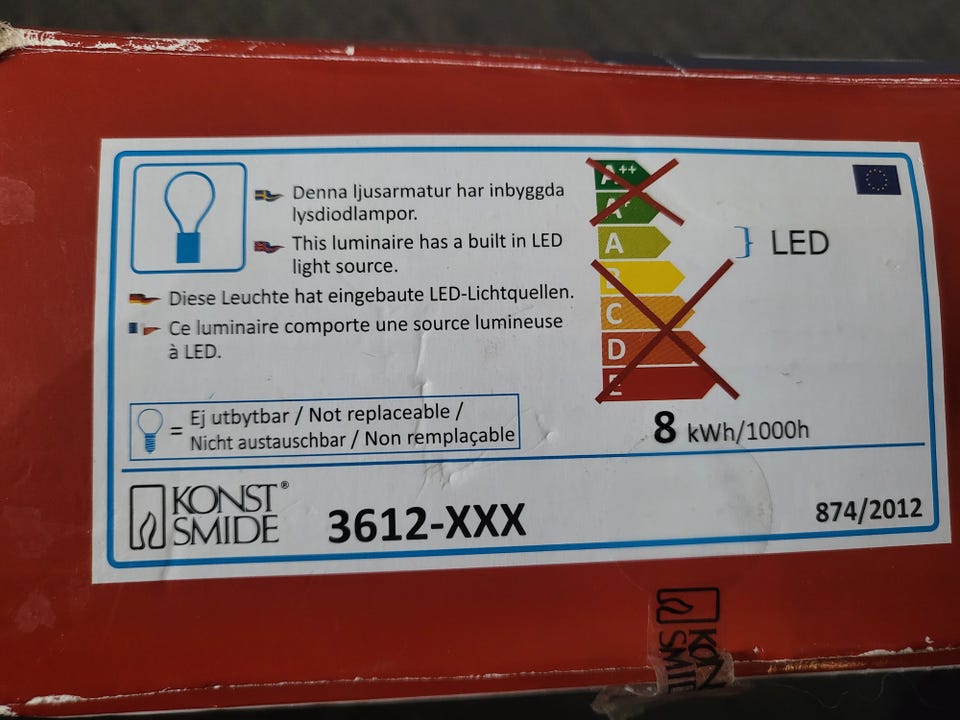 Denna ljusarmatur har inbyggda
lysdiodlampor.
This luminaire has a built in LED
light source.
Diese Leuchte hat eingebaute LED-Lichtquellen.
Ce luminaire comporte une source lumineuse
à LED.
= Ej utbytbar / Not replaceable /
Nicht austauschbar / Non remplaçable
A++
A+
A
LED
B
C
D
E
8 kWh/1000h
KONST®
SMIDE
3612-XXX
874/2012
KON
SMI